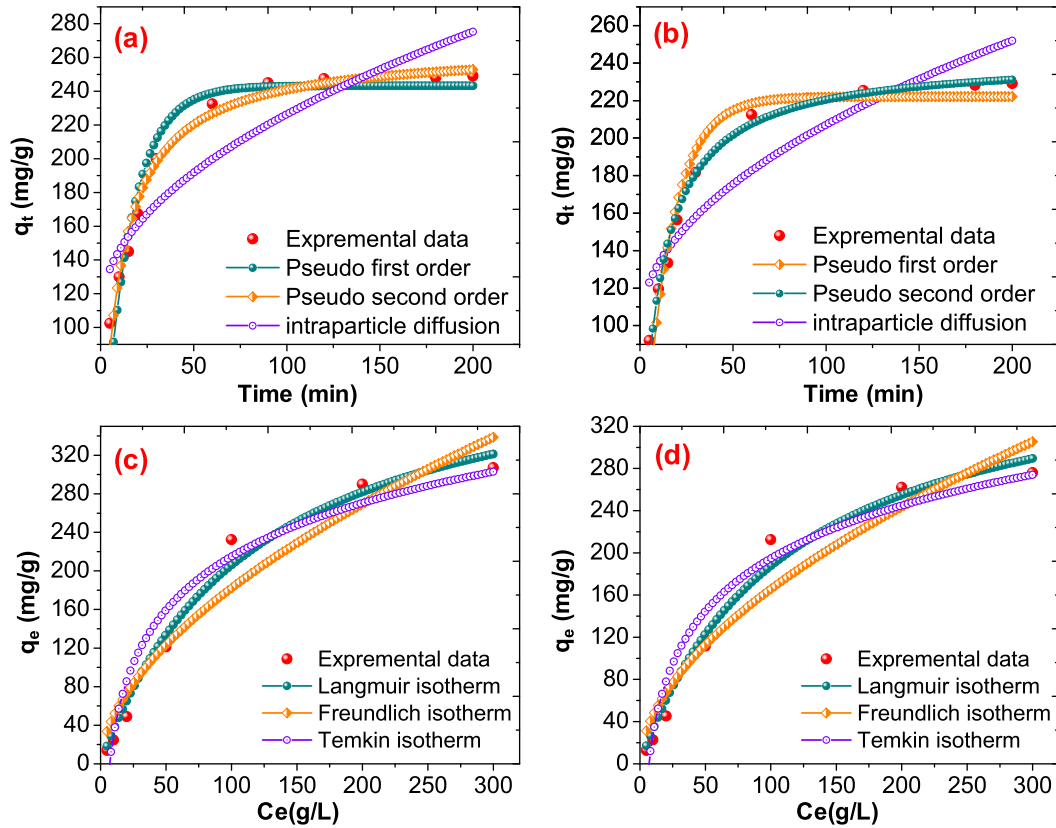 (a)
280
260
240
220
200
180
160
140
120
100
q_t (mg/g)
Expremental data
Pseudo first order
Pseudo second order
intraparticle diffusion
0 50 100 150 200
Time (min)
(b)
260
240
220
200
180
160
140
120
100
q_t (mg/g)
Expremental data
Pseudo first order
Pseudo second order
intraparticle diffusion
0 50 100 150 200
Time (min)
(c)
320
280
240
200
160
120
80
40
0
q_e (mg/g)
Expremental data
Langmuir isotherm
Freundlich isotherm
Temkin isotherm
0 50 100 150 200 250 300
Ce(g/L)
(d)
320
280
240
200
160
120
80
40
0
q_e (mg/g)
Expremental data
Langmuir isotherm
Freundlich isotherm
Temkin isotherm
0 50 100 150 200 250 300
Ce(g/L)